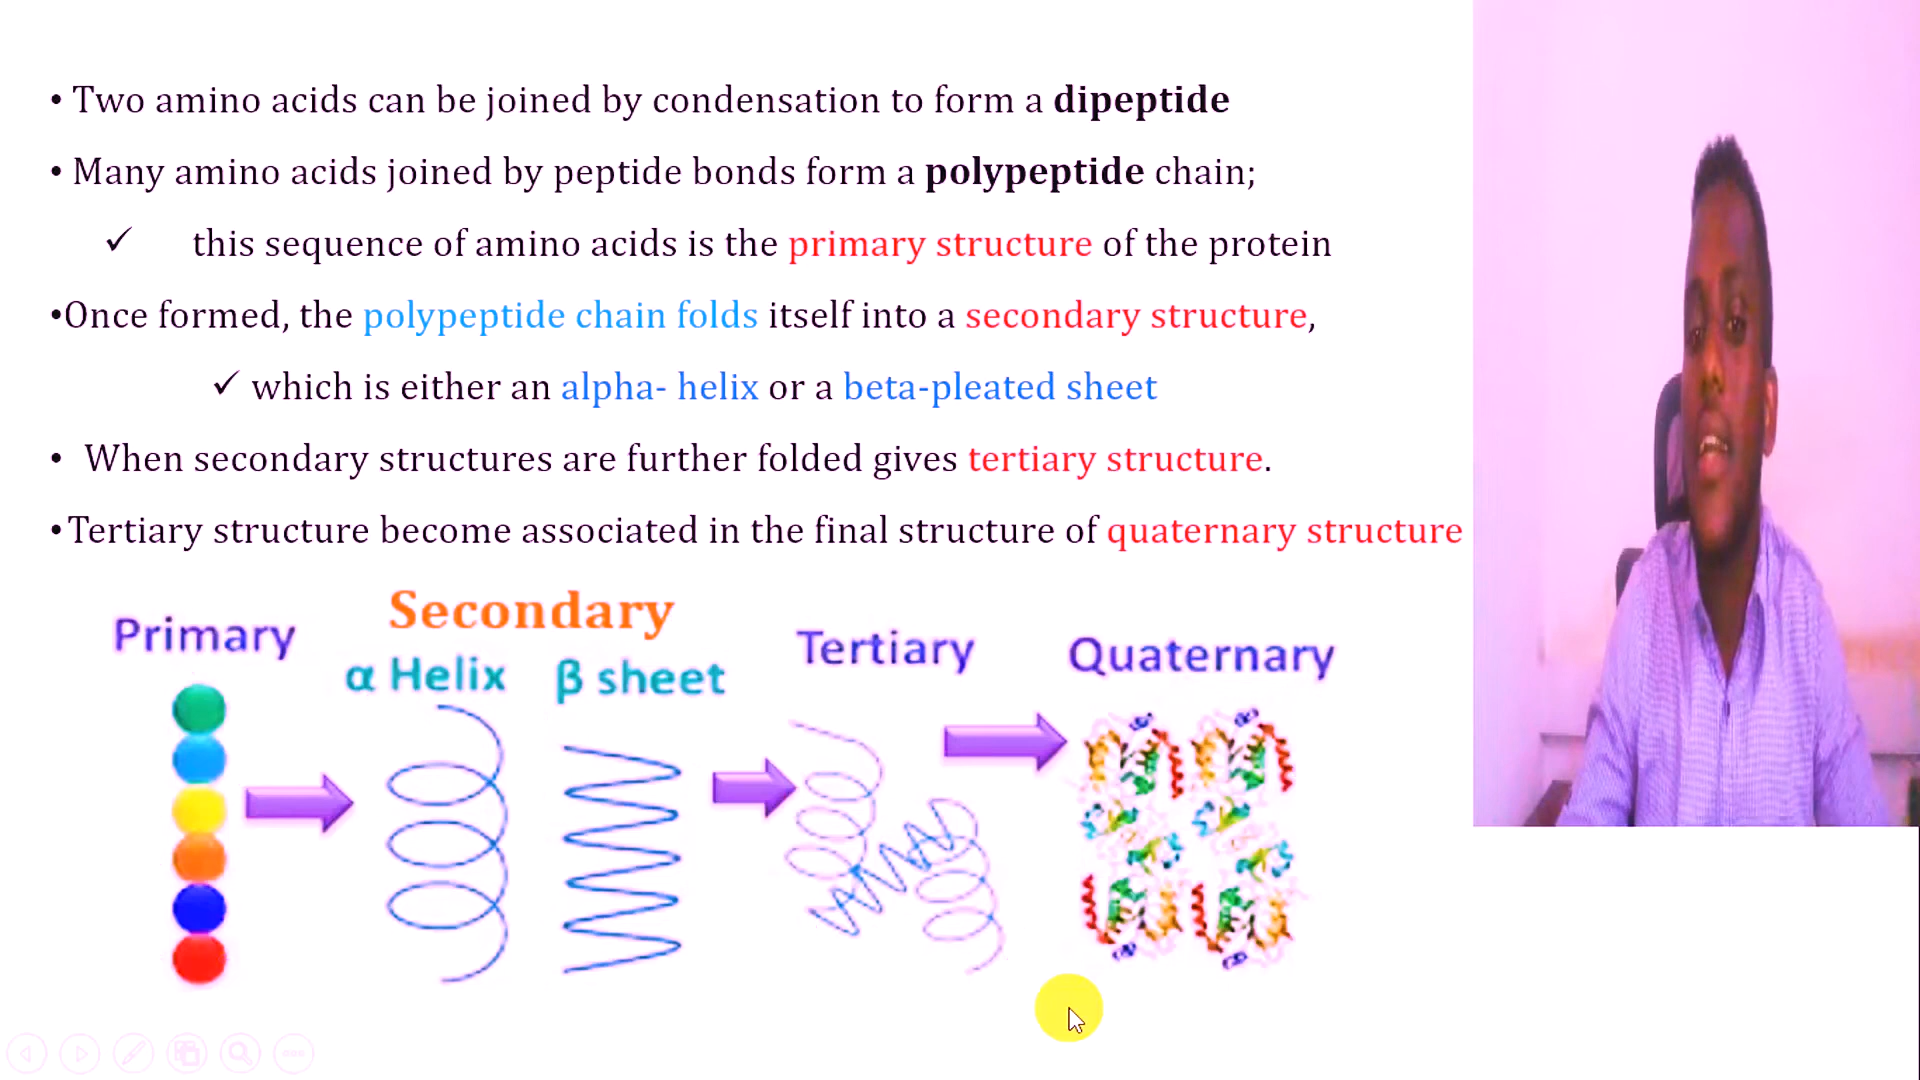 • Two amino acids can be joined by condensation to form a dipeptide
• Many amino acids joined by peptide bonds form a polypeptide chain;
✓ this sequence of amino acids is the primary structure of the protein
•Once formed, the polypeptide chain folds itself into a secondary structure,
✓ which is either an alpha- helix or a beta-pleated sheet
• When secondary structures are further folded gives tertiary structure.
• Tertiary structure become associated in the final structure of quaternary structure
Primary
Secondary
α Helix
β sheet
Tertiary
Quaternary